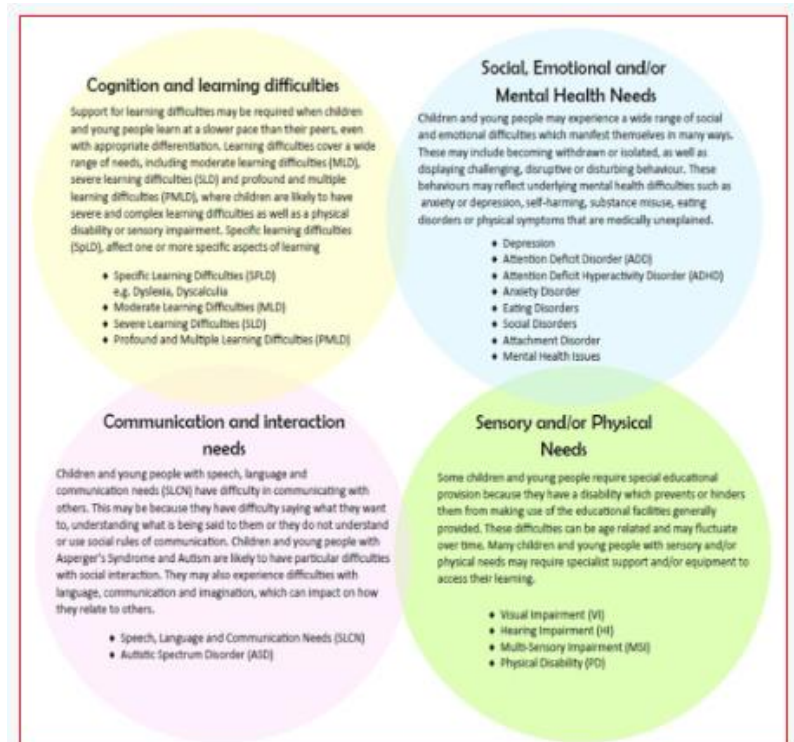 Cognition and learning difficulties
Support for learning difficulties may be required when children
and young people learn at a slower pace than their peers, even
with appropriate differentiation. Learning difficulties cover a wide
range of needs, including moderate learning difficulties (MLD),
severe learning difficulties (SLD) and profound and multiple
learning difficulties (PMLD), where children are likely to have
severe and complex learning difficulties as well as a physical
disability or sensory impairment. Specific learning difficulties
(SpLD), affect one or more specific aspects of learning
♦ Specific Learning Difficulties (SPLD)
e.g. Dyslexia, Dyscalculia
♦ Moderate Learning Difficulties (MLD)
♦ Severe Learning Difficulties (SLD)
♦ Profound and Multiple Learning Difficulties (PMLD)
Social, Emotional and/or
Mental Health Needs
Children and young people may experience a wide range of social
and emotional difficulties which manifest themselves in many ways.
These may include becoming withdrawn or isolated, as well as
displaying challenging, disruptive or disturbing behaviour. These
behaviours may reflect underlying mental health difficulties such as
anxiety or depression, self-harming, substance misuse, eating
disorders or physical symptoms that are medically unexplained.
♦ Depression
♦ Attention Deficit Disorder (ADD)
♦ Attention Deficit Hyperactivity Disorder (ADHD)
♦ Anxiety Disorder
♦ Eating Disorders
♦ Social Disorders
♦ Attachment Disorder
♦ Mental Health Issues
Communication and interaction
needs
Children and young people with speech, language and
communication needs (SLCN) have difficulty in communicating with
others. This may be because they have difficulty saying what they want
to, understanding what is being said to them or they do not understand
or use social rules of communication. Children and young people with
Asperger's Syndrome and Autism are likely to have particular difficulties
with social interaction. They may also experience difficulties with
language, communication and imagination, which can impact on how
they relate to others.
♦ Speech, Language and Communication Needs (SLCN)
♦ Autistic Spectrum Disorder (ASD)
Sensory and/or Physical
Needs
Some children and young people require special educational
provision because they have a disability which prevents or hinders
them from making use of the educational facilities generally
provided. These difficulties can be age related and may fluctuate
over time. Many children and young people with sensory and/or
physical needs may require specialist support and/or equipment to
access their learning.
♦ Visual Impairment (VI)
♦ Hearing Impairment (HI)
♦ Multi-Sensory Impairment (MSI)
♦ Physical Disability (PD)